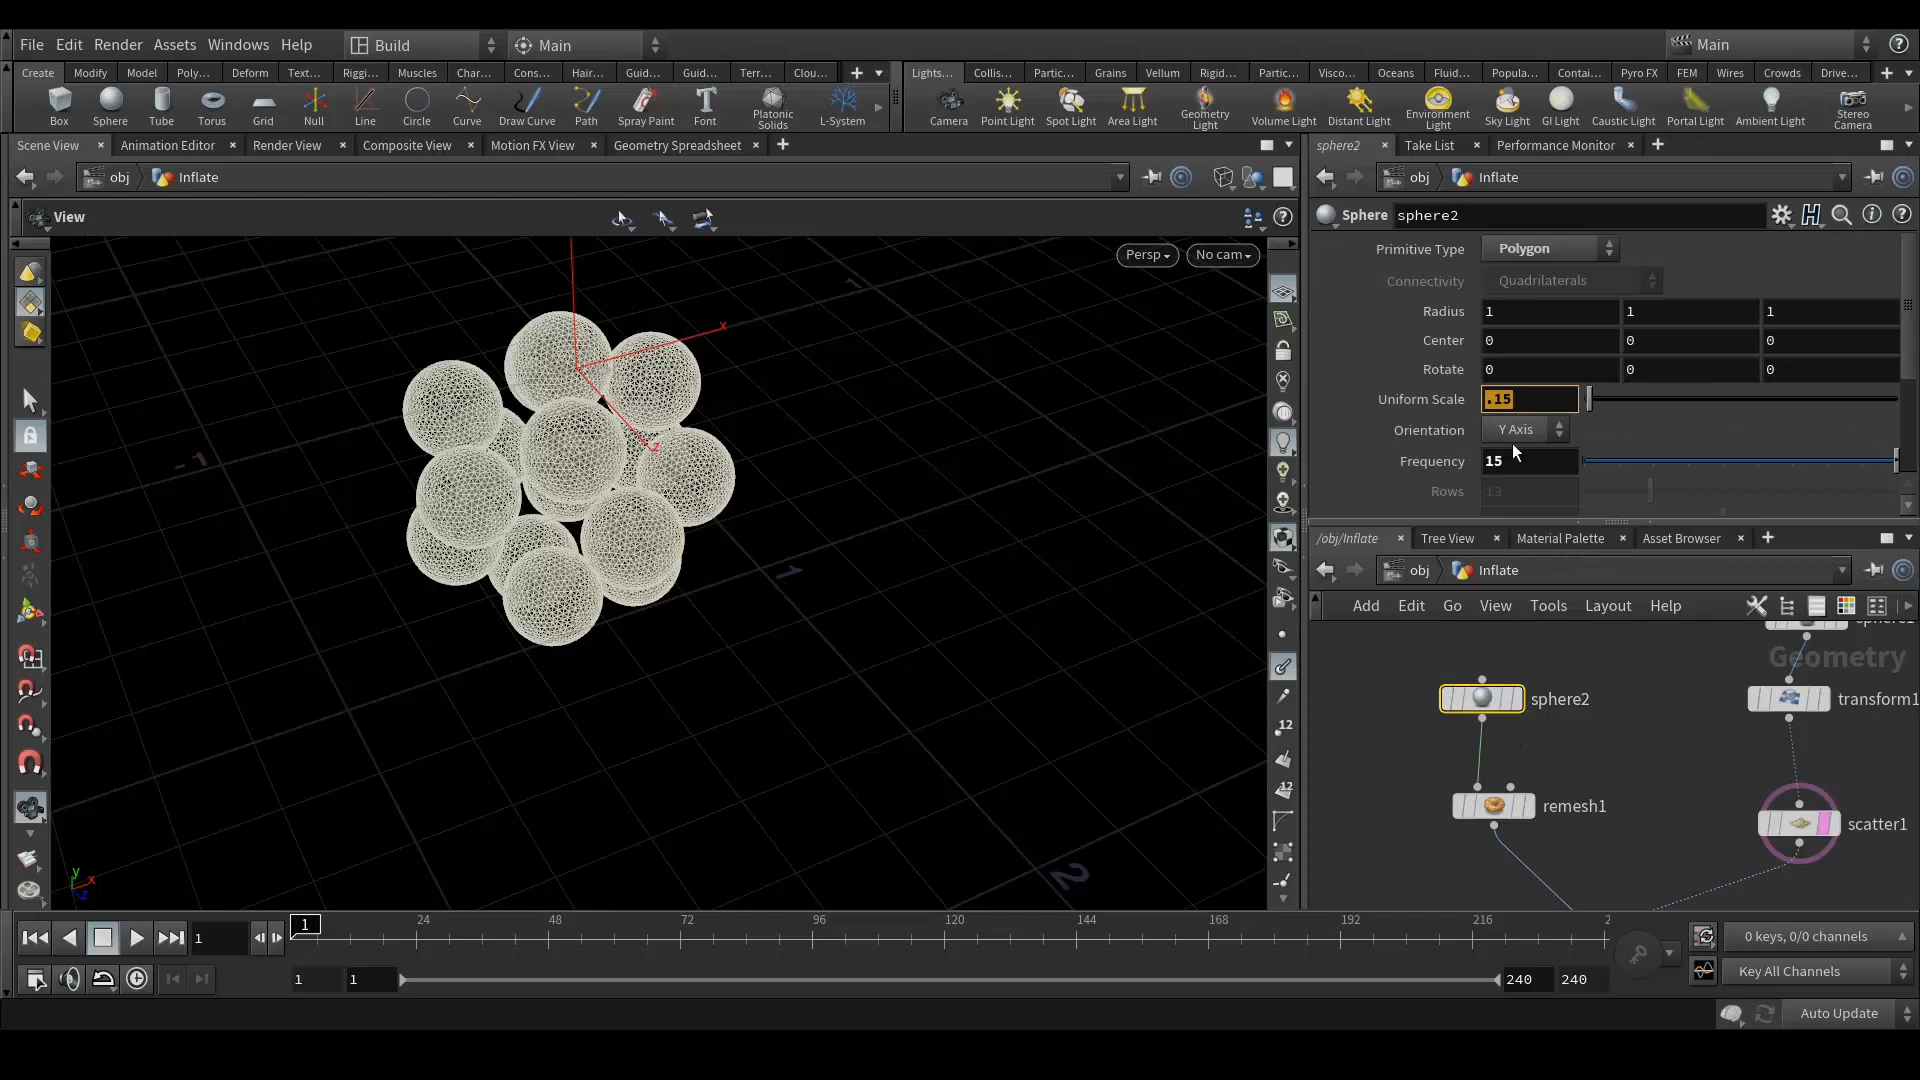 File Edit Render Assets Windows Help Build Main Main
Create Modify Model Poly... Deform Text... Riggi... Muscles Char... Cons... Hair... Guid... Guid... Terr... Clou... Lights... Collis... Partic... Grains Vellum Rigid... Partic... Visco... Oceans Fluid... Popula... Contai... Pyro FX FEM Wires Crowds Drive...
Box Sphere Tube Torus Grid Null Line Circle Curve Draw Curve Path Spray Paint Font Platonic Solids L-System Camera Point Light Spot Light Area Light Geometry Light Volume Light Distant Light Environment Light Sky Light GI Light Caustic Light Portal Light Ambient Light Stereo Camera
Scene View Animation Editor Render View Composite View Motion FX View Geometry Spreadsheet
obj Inflate
View
Persp No cam
x
z
-1
1
1
2
y x z
12
12
sphere2 Take List Performance Monitor
obj Inflate
Sphere sphere2
Primitive Type Polygon
Connectivity Quadrilaterals
Radius 1 1 1
Center 0 0 0
Rotate 0 0 0
Uniform Scale .15
Orientation Y Axis
Frequency 15
Rows 13
/obj/Inflate Tree View Material Palette Asset Browser
obj Inflate
Add Edit Go View Tools Layout Help
sphere1
Geometry
sphere2 transform1
remesh1 scatter1
1 1 24 48 72 96 120 144 168 192 216 2
0 keys, 0/0 channels
1 1 240 240 Key All Channels
Auto Update